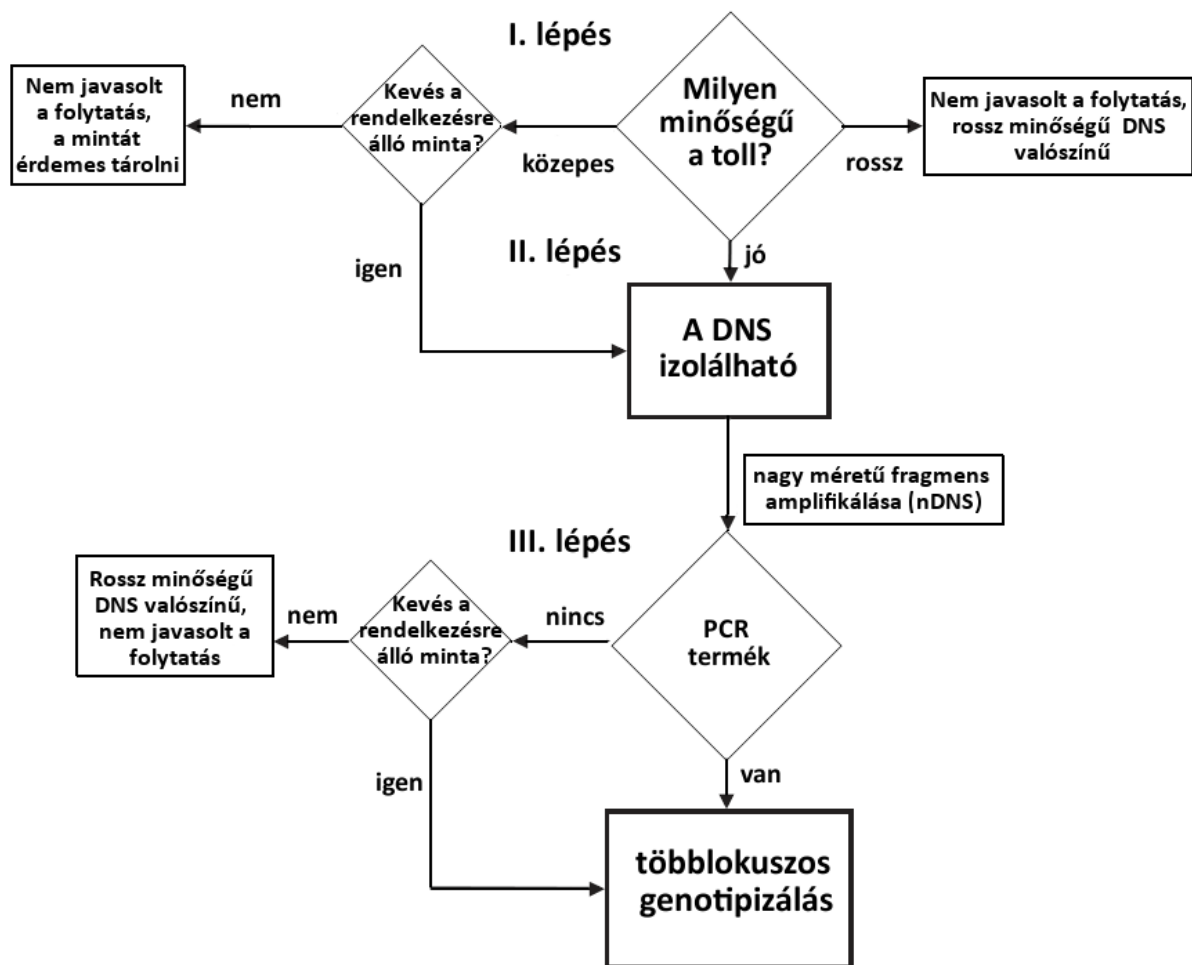 I. lépés
Nem javasolt
a folytatás,
a mintát
érdemes tárolni
nem
Kevés a
rendelkezésre
álló minta?
közepes
Milyen
minőségű
a toll?
rossz
Nem javasolt a folytatás,
rossz minőségű DNS
valószínű
igen
II. lépés
jó
A DNS
izolálható
nagy méretű fragmens
amplifikálása (nDNS)
III. lépés
Rossz minőségű
DNS valószínű,
nem javasolt a
folytatás
nem
Kevés a
rendelkezésre
álló minta?
nincs
PCR
termék
igen
van
többlokuszos
genotipizálás